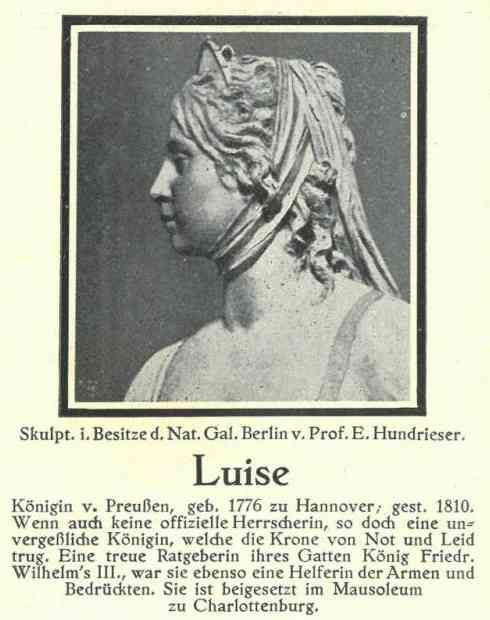 Skulpt. i. Besitze d. Nat. Gal. Berlin v. Prof. E. Hundrieser.
Luise
Königin v. Preußen, geb. 1776 zu Hannover; gest. 1810.
Wenn auch keine offizielle Herrscherin, so doch eine un-
vergeßliche Königin, welche die Krone von Not und Leid
trug. Eine treue Ratgeberin ihres Gatten König Friedr.
Wilhelm's III., war sie ebenso eine Helferin der Armen und
Bedrückten. Sie ist beigesetzt im Mausoleum
zu Charlottenburg.